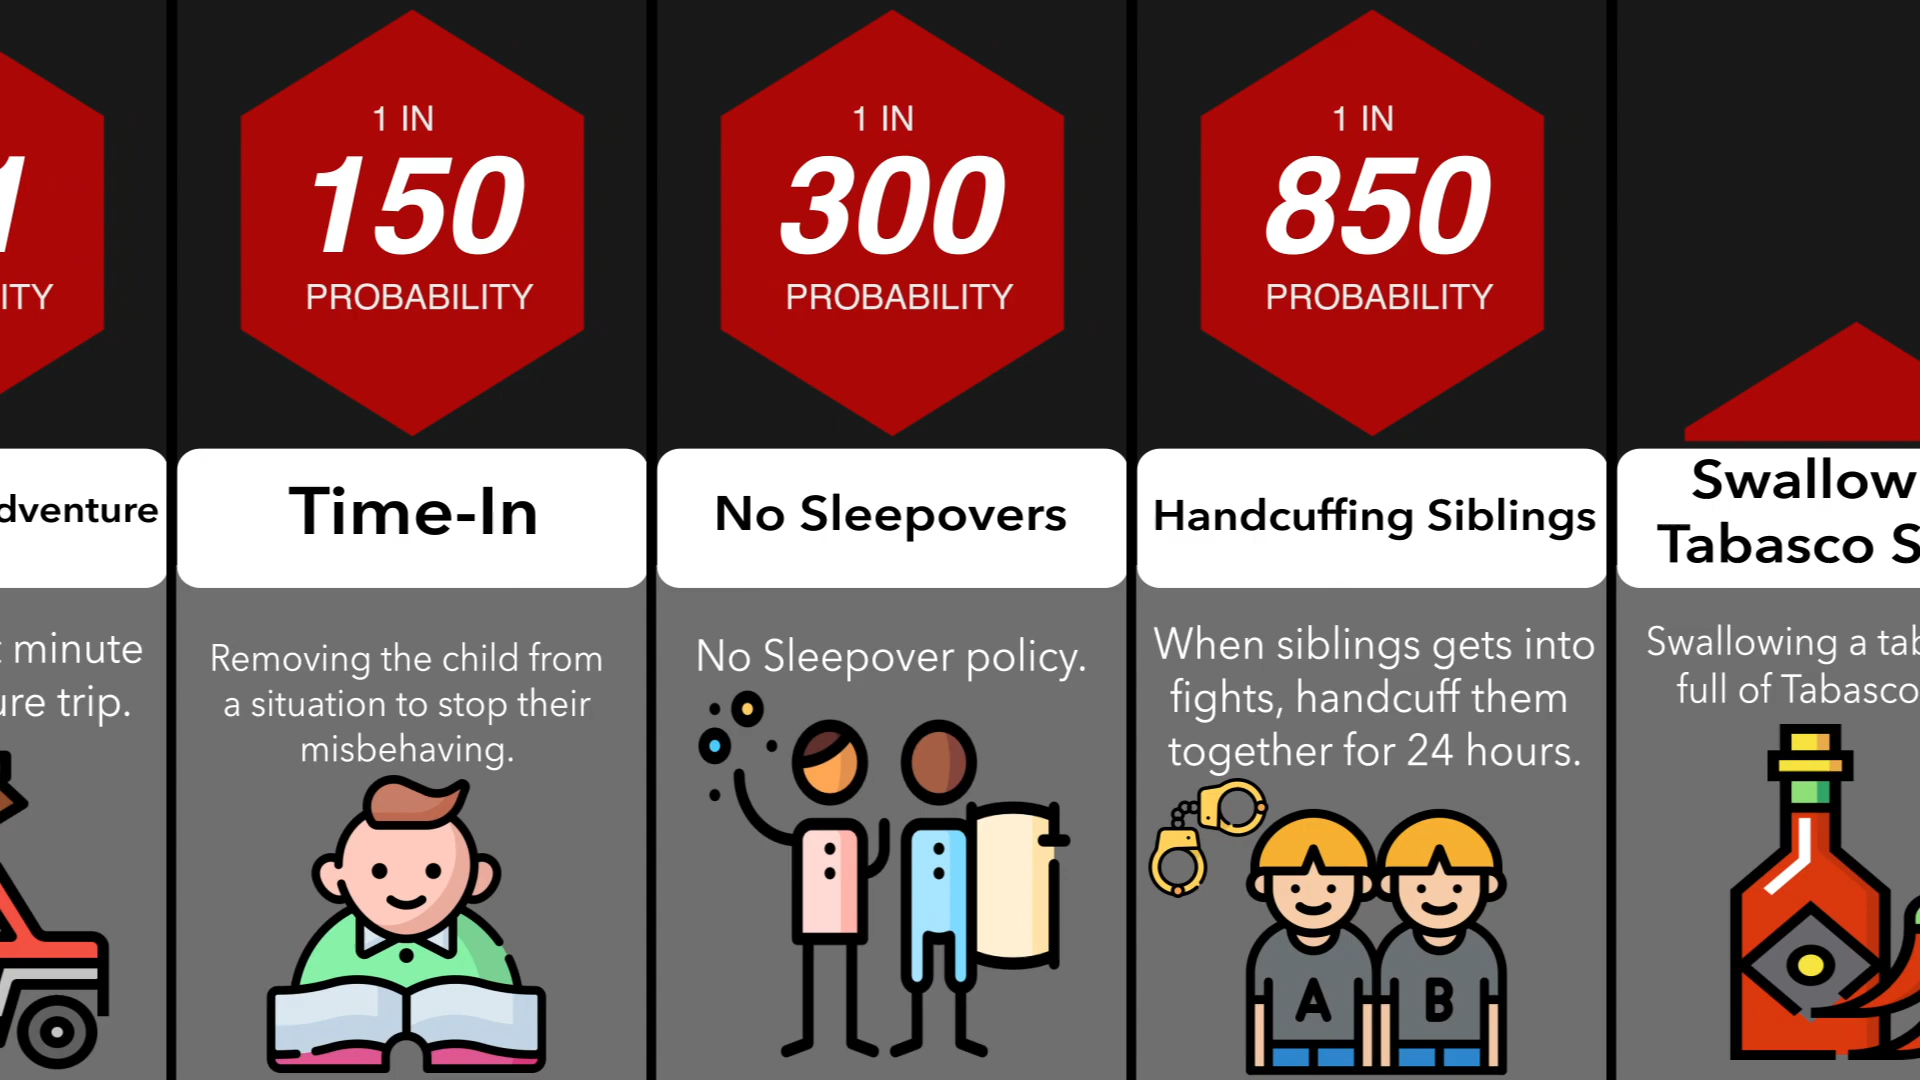 1
ITY
dventure
minute
ure trip.
1 IN
150
PROBABILITY
Time-In
Removing the child from
a situation to stop their
misbehaving.
1 IN
300
PROBABILITY
No Sleepovers
No Sleepover policy.
1 IN
850
PROBABILITY
Handcuffing Siblings
When siblings gets into
fights, handcuff them
together for 24 hours.
A
B
Swallow
Tabasco S
Swallowing a tab
full of Tabasco